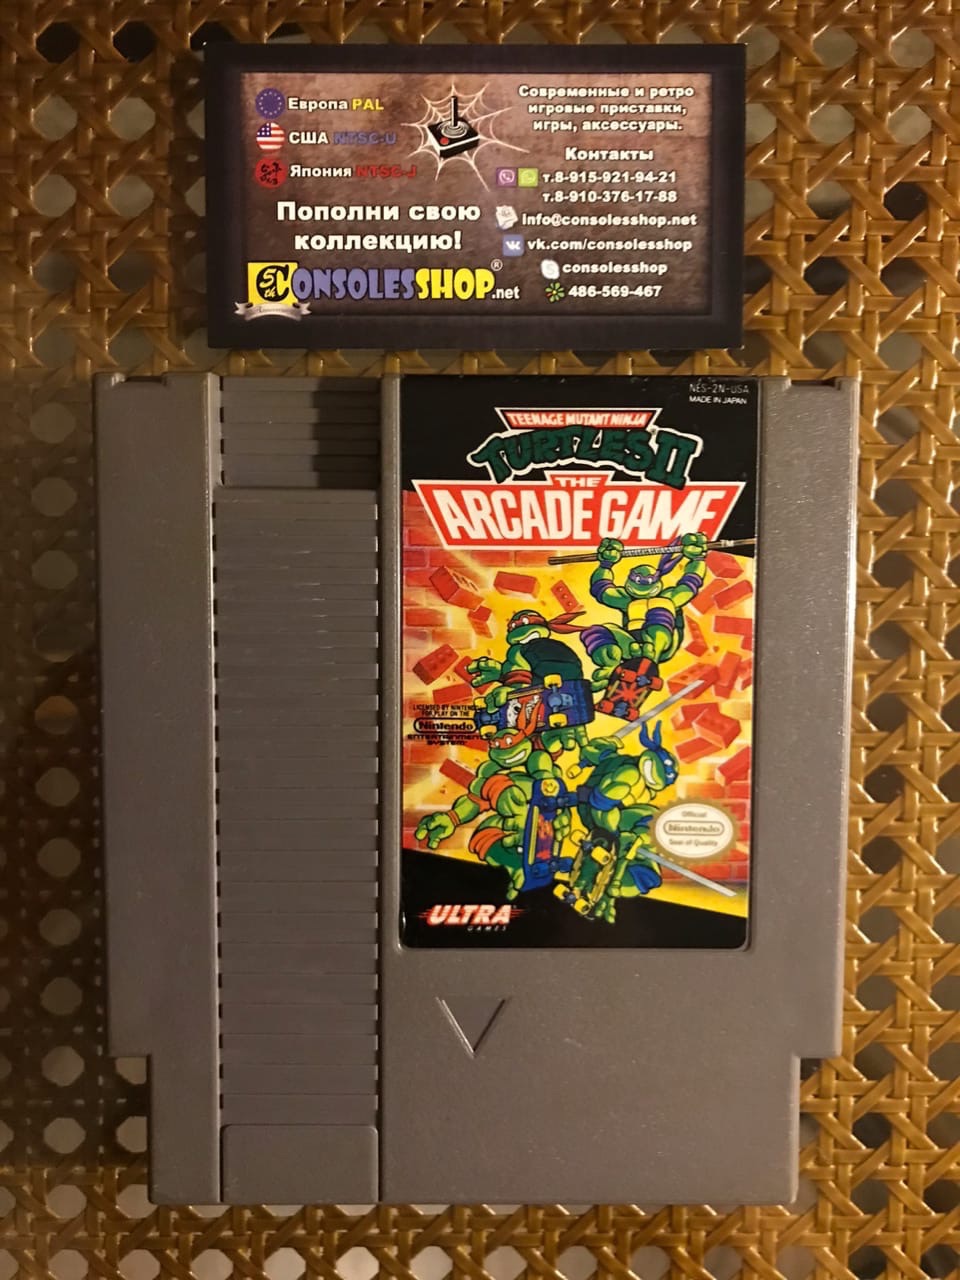 Европа PAL
США NTSC-U
Япония NTSC-J
Пополни свою
коллекцию!
5th
CONSOLESSHOP.net
®
Современные и ретро
игровые приставки,
игры, аксессуары.
Контакты
т.8-915-921-94-21
т.8-910-376-17-88
info@consolesshop.net
vk.com/consolesshop
consolesshop
486-569-467
NES-2N-USA
MADE IN JAPAN
TEENAGE MUTANT NINJA
TURTLES II
THE
ARCADE GAME
TM
LICENSED BY NINTENDO
FOR PLAY ON THE
Nintendo
ENTERTAINMENT
SYSTEM
Official
Nintendo
Seal of Quality
ULTRA
GAMES